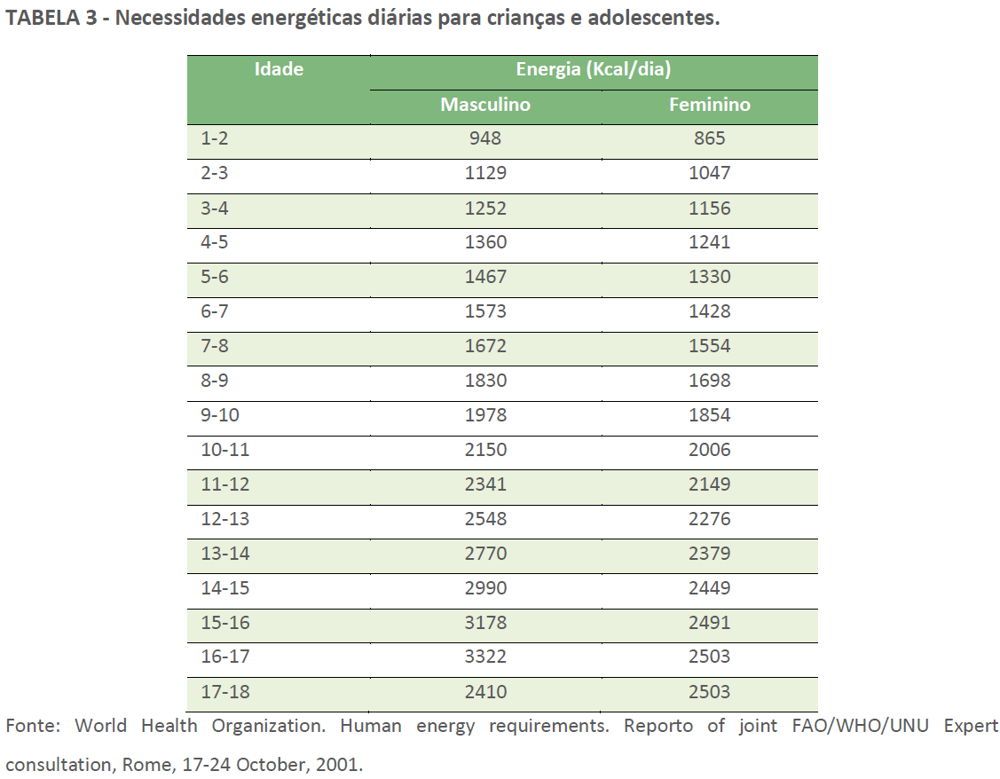 TABELA 3 - Necessidades energéticas diárias para crianças e adolescentes.
Idade Energia (Kcal/dia)
Masculino Feminino
1-2 948 865
2-3 1129 1047
3-4 1252 1156
4-5 1360 1241
5-6 1467 1330
6-7 1573 1428
7-8 1672 1554
8-9 1830 1698
9-10 1978 1854
10-11 2150 2006
11-12 2341 2149
12-13 2548 2276
13-14 2770 2379
14-15 2990 2449
15-16 3178 2491
16-17 3322 2503
17-18 2410 2503
Fonte: World Health Organization. Human energy requirements. Reporto of joint FAO/WHO/UNU Expert
consultation, Rome, 17-24 October, 2001.